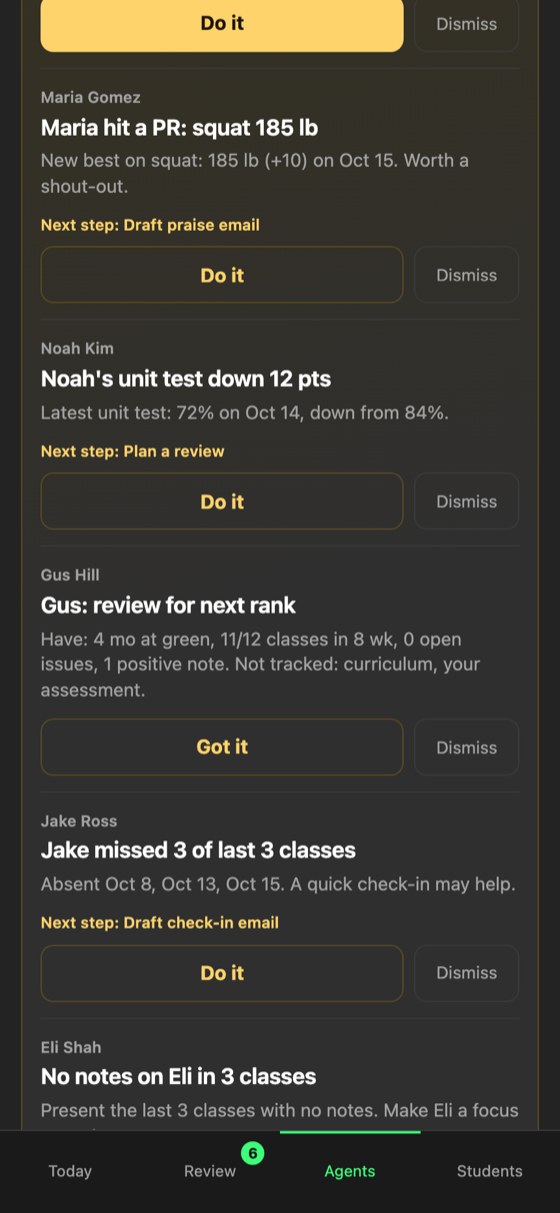 Do it
Dismiss
Maria Gomez
Maria hit a PR: squat 185 lb
New best on squat: 185 lb (+10) on Oct 15. Worth a
shout-out.
Next step: Draft praise email
Do it
Dismiss
Noah Kim
Noah's unit test down 12 pts
Latest unit test: 72% on Oct 14, down from 84%.
Next step: Plan a review
Do it
Dismiss
Gus Hill
Gus: review for next rank
Have: 4 mo at green, 11/12 classes in 8 wk, 0 open
issues, 1 positive note. Not tracked: curriculum, your
assessment.
Got it
Dismiss
Jake Ross
Jake missed 3 of last 3 classes
Absent Oct 8, Oct 13, Oct 15. A quick check-in may help.
Next step: Draft check-in email
Do it
Dismiss
Eli Shah
No notes on Eli in 3 classes
Present the last 3 classes with no notes. Make Eli a focus
Today
Review
6
Agents
Students